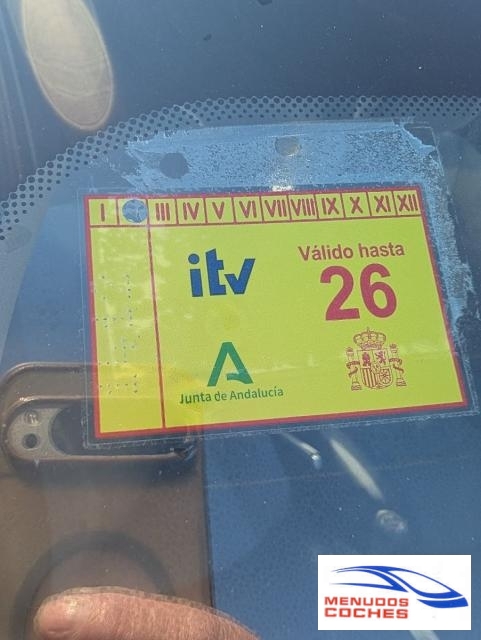 I III IV V VI VII VIII IX X XI XII
itv
Válido hasta
26
Junta de Andalucía
MENUDOS
COCHES